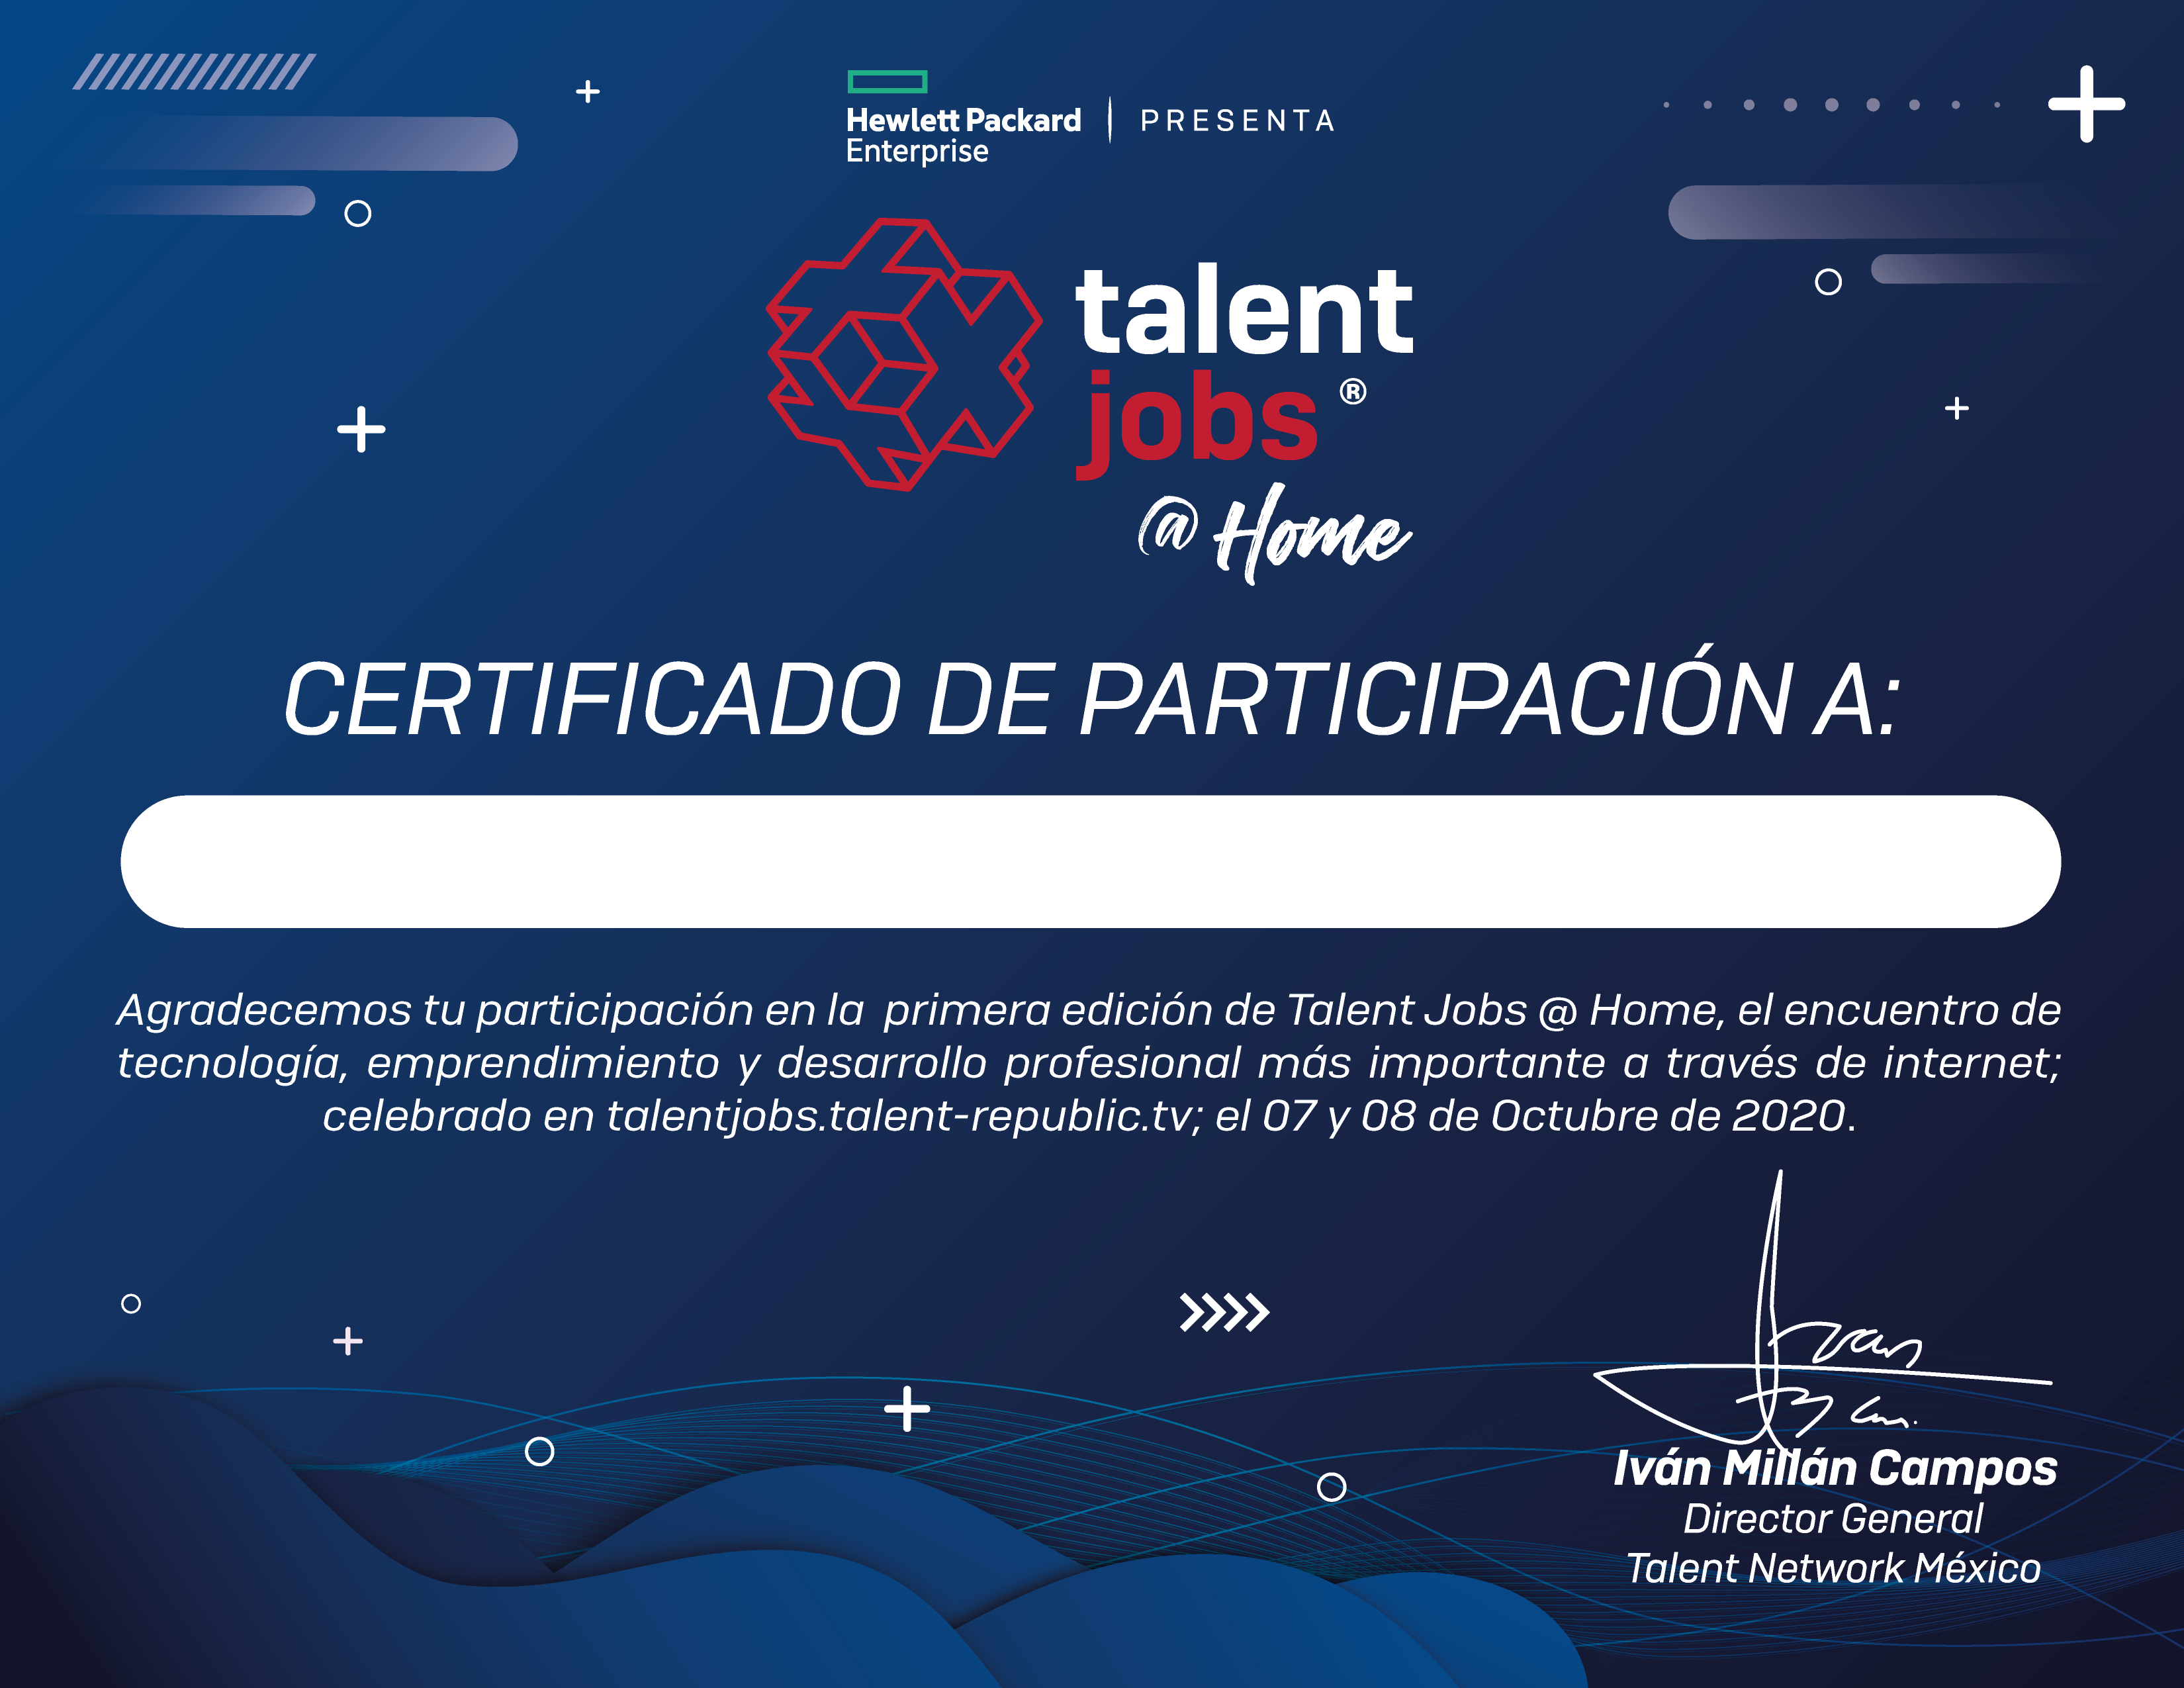 Hewlett Packard
Enterprise
PRESENTA
talent
jobs ®
@ Home
CERTIFICADO DE PARTICIPACIÓN A:
Agradecemos tu participación en la primera edición de Talent Jobs @ Home, el encuentro de
tecnología, emprendimiento y desarrollo profesional más importante a través de internet;
celebrado en talentjobs.talent-republic.tv; el 07 y 08 de Octubre de 2020.
Iván Millán Campos
Director General
Talent Network México